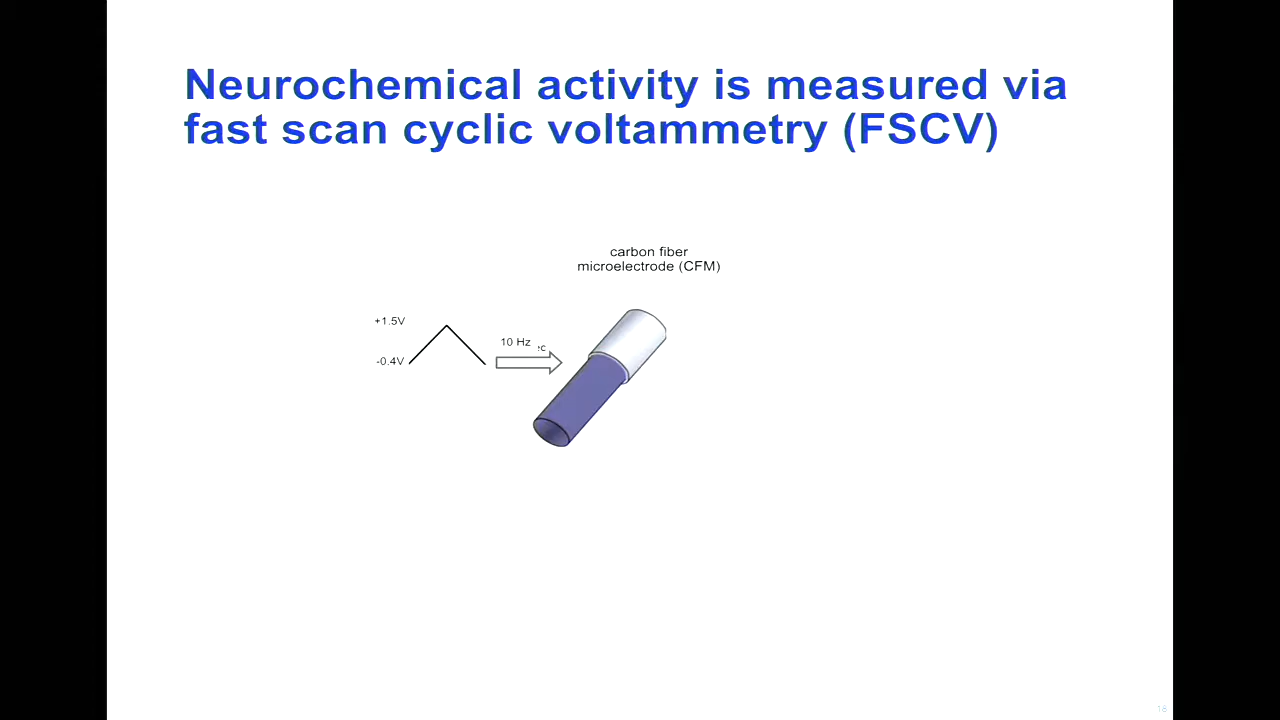 Neurochemical activity is measured via
fast scan cyclic voltammetry (FSCV)
carbon fiber
microelectrode (CFM)
+1.5V
-0.4V
10 Hz
18